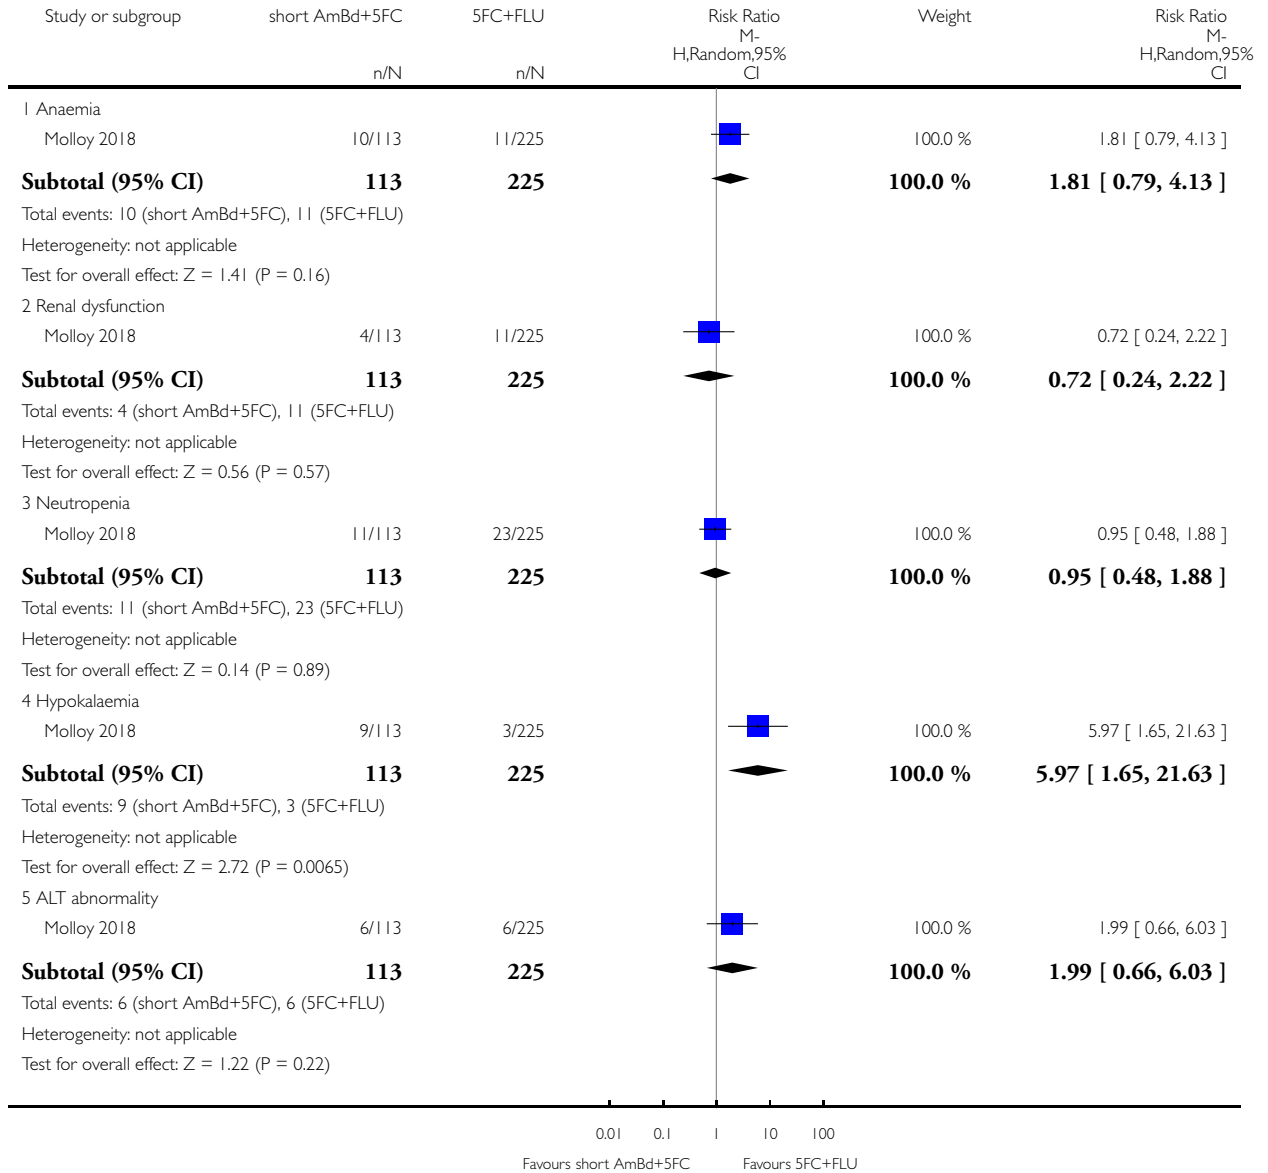 Study or subgroup short AmBd+5FC 5FC+FLU Risk Ratio Weight Risk Ratio
M- M-
H,Random,95% H,Random,95%
n/N n/N CI CI
1 Anaemia
Molloy 2018 10/113 11/225 100.0 % 1.81 [ 0.79, 4.13 ]
Subtotal (95% CI) 113 225 100.0 % 1.81 [ 0.79, 4.13 ]
Total events: 10 (short AmBd+5FC), 11 (5FC+FLU)
Heterogeneity: not applicable
Test for overall effect: Z = 1.41 (P = 0.16)
2 Renal dysfunction
Molloy 2018 4/113 11/225 100.0 % 0.72 [ 0.24, 2.22 ]
Subtotal (95% CI) 113 225 100.0 % 0.72 [ 0.24, 2.22 ]
Total events: 4 (short AmBd+5FC), 11 (5FC+FLU)
Heterogeneity: not applicable
Test for overall effect: Z = 0.56 (P = 0.57)
3 Neutropenia
Molloy 2018 11/113 23/225 100.0 % 0.95 [ 0.48, 1.88 ]
Subtotal (95% CI) 113 225 100.0 % 0.95 [ 0.48, 1.88 ]
Total events: 11 (short AmBd+5FC), 23 (5FC+FLU)
Heterogeneity: not applicable
Test for overall effect: Z = 0.14 (P = 0.89)
4 Hypokalaemia
Molloy 2018 9/113 3/225 100.0 % 5.97 [ 1.65, 21.63 ]
Subtotal (95% CI) 113 225 100.0 % 5.97 [ 1.65, 21.63 ]
Total events: 9 (short AmBd+5FC), 3 (5FC+FLU)
Heterogeneity: not applicable
Test for overall effect: Z = 2.72 (P = 0.0065)
5 ALT abnormality
Molloy 2018 6/113 6/225 100.0 % 1.99 [ 0.66, 6.03 ]
Subtotal (95% CI) 113 225 100.0 % 1.99 [ 0.66, 6.03 ]
Total events: 6 (short AmBd+5FC), 6 (5FC+FLU)
Heterogeneity: not applicable
Test for overall effect: Z = 1.22 (P = 0.22)
0.01 0.1 1 10 100
Favours short AmBd+5FC Favours 5FC+FLU